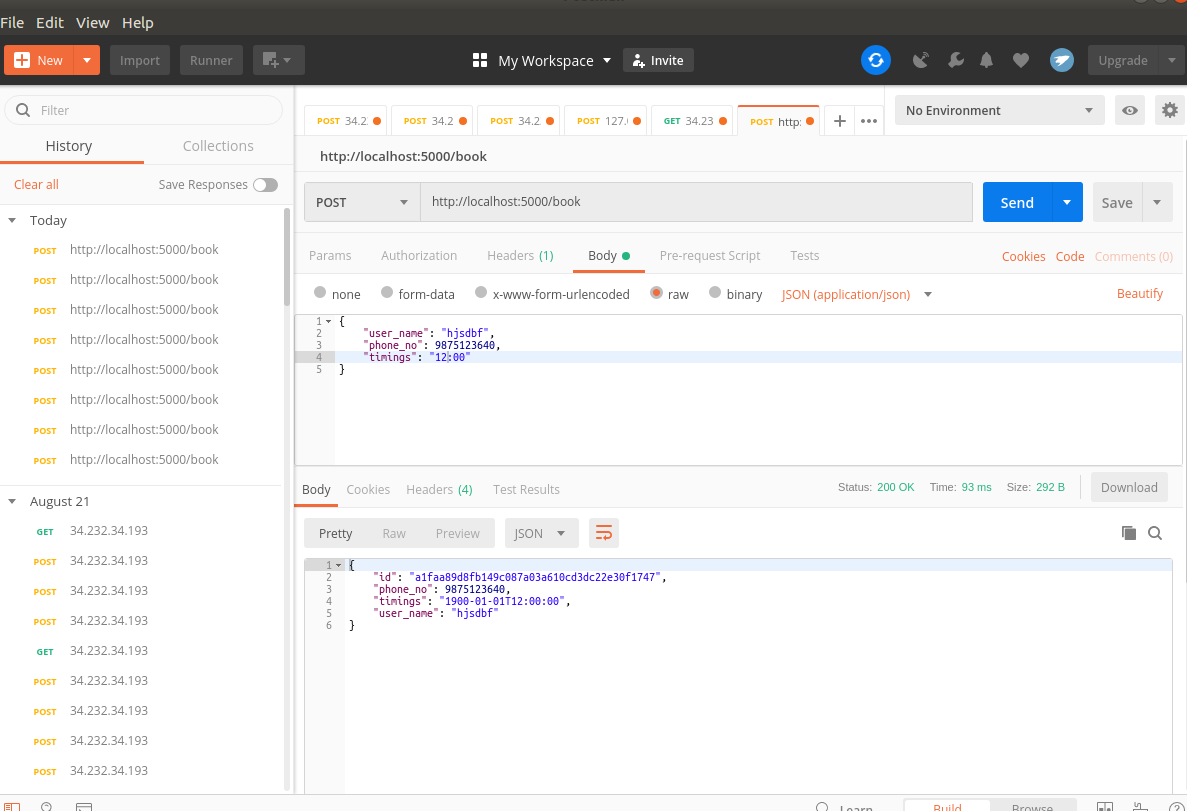 File Edit View Help
New Import Runner My Workspace Invite Upgrade
Filter
History Collections
Clear all Save Responses
Today
POST http://localhost:5000/book
POST http://localhost:5000/book
POST http://localhost:5000/book
POST http://localhost:5000/book
POST http://localhost:5000/book
POST http://localhost:5000/book
POST http://localhost:5000/book
POST http://localhost:5000/book
August 21
GET 34.232.34.193
POST 34.232.34.193
POST 34.232.34.193
POST 34.232.34.193
GET 34.232.34.193
POST 34.232.34.193
POST 34.232.34.193
POST 34.232.34.193
POST 34.232.34.193
POST 34.2 POST 34.2 POST 34.2 POST 127. GET 34.23 POST http: No Environment
http://localhost:5000/book
POST http://localhost:5000/book Send Save
Params Authorization Headers (1) Body Pre-request Script Tests Cookies Code Comments (0)
none form-data x-www-form-urlencoded raw binary JSON (application/json) Beautify
1 {
2 "user_name": "hjsdbf",
3 "phone_no": 9875123640,
4 "timings": "12:00"
5 }
Body Cookies Headers (4) Test Results Status: 200 OK Time: 93 ms Size: 292 B Download
Pretty Raw Preview JSON
1 {
2 "id": "a1faa89d8fb149c087a03a610cd3dc22e30f1747",
3 "phone_no": 9875123640,
4 "timings": "1900-01-01T12:00:00",
5 "user_name": "hjsdbf"
6 }
Learn Build Browse